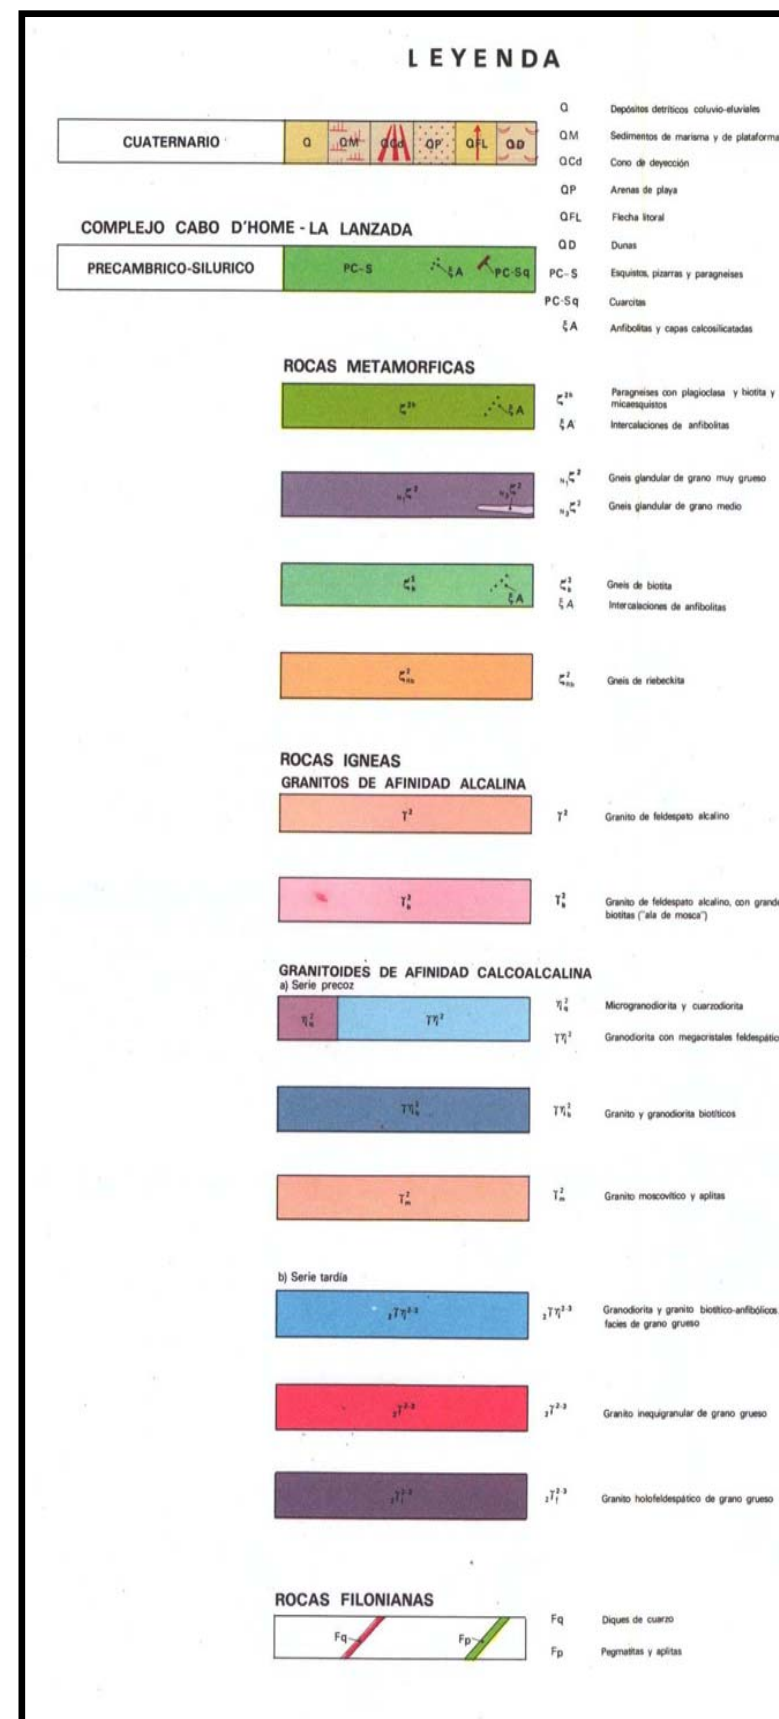 LEYENDA
CUATERNARIO
Q QM QCd QP QFL QD
Q Depósitos detríticos coluvio-eluviales
QM Sedimentos de marisma y de plataforma
QCd Cono de deyección
QP Arenas de playa
QFL Flecha litoral
QD Dunas
COMPLEJO CABO D'HOME - LA LANZADA
PRECAMBRICO-SILURICO
PC-S ξA PC-Sq
PC-S Esquistos, pizarras y paragneises
PC-Sq Cuarcitas
ξA Anfibolitas y capas calcosilicatadas
ROCAS METAMORFICAS
ξA
Paragneises con plagioclasa y biotita y
micaesquistos
ξA Intercalaciones de anfibolitas
Gneis glandular de grano muy grueso
Gneis glandular de grano medio
ξA
Gneis de biotita
ξA Intercalaciones de anfibolitas
Gneis de riebeckita
ROCAS IGNEAS
GRANITOS DE AFINIDAD ALCALINA
Granito de feldespato alcalino
Granito de feldespato alcalino, con grande
biotitas ("ala de mosca")
GRANITOIDES DE AFINIDAD CALCOALCALINA
a) Serie precoz
Microgranodiorita y cuarzodiorita
Granodiorita con megacristales feldespátic
Granito y granodiorita biotíticos
Granito moscovítico y aplitas
b) Serie tardía
Granodiorita y granito biotítico-anfibólicos
facies de grano grueso
Granito inequigranular de grano grueso
Granito holofeldespático de grano grueso
ROCAS FILONIANAS
Fq Fp
Fq Diques de cuarzo
Fp Pegmatitas y aplitas